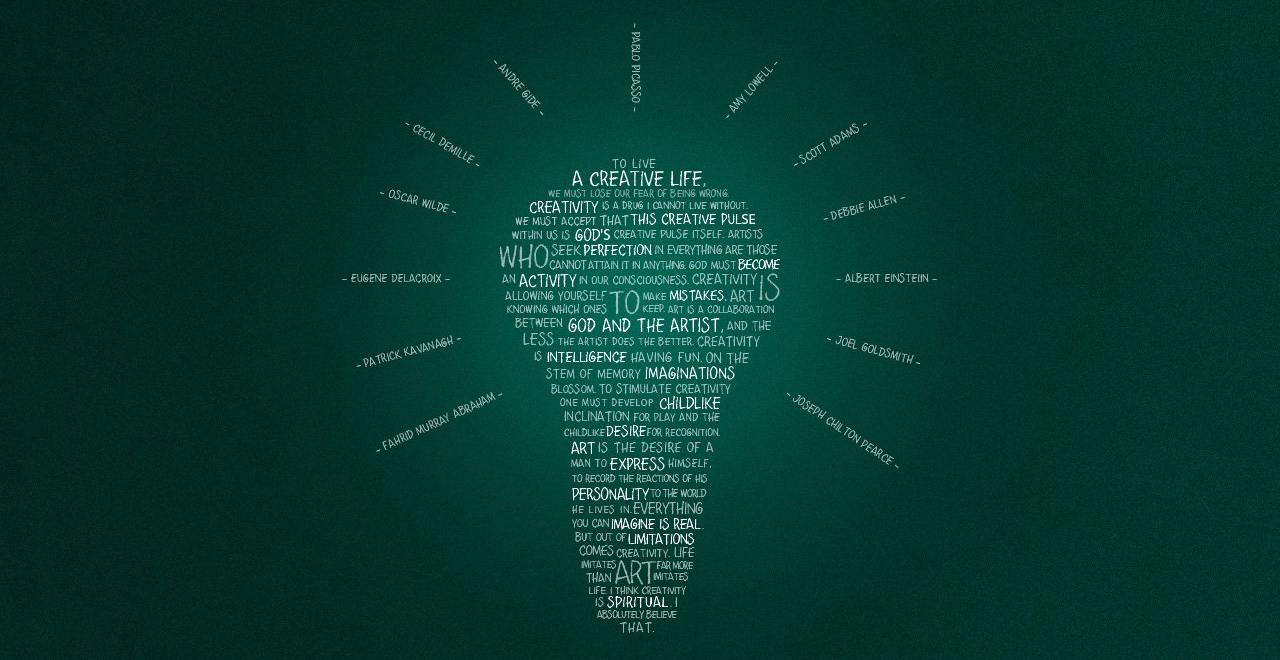 - PABLO PICASSO -
- ANDRE GIDE -
- AMY LOWELL -
- CECIL DEMILLE -
- SCOTT ADAMS -
- OSCAR WILDE -
- DEBBIE ALLEN -
- EUGENE DELACROIX -
- ALBERT EINSTEIIN -
- PATRICK KAVANAGH -
- JOEL GOLDSMITH -
- FAHRID MURRAY ABRAHAM -
- JOSEPH CHILTON PEARCE -
TO LIVE
A CREATIVE LIFE,
WE MUST LOSE OUR FEAR OF BEING WRONG.
CREATIVITY IS A DRUG I CANNOT LIVE WITHOUT.
WE MUST ACCEPT THAT THIS CREATIVE PULSE
WITHIN US IS GOD'S CREATIVE PULSE ITSELF. ARTISTS
WHO SEEK PERFECTION IN EVERYTHING ARE THOSE
CANNOT ATTAIN IT IN ANYTHING. GOD MUST BECOME
AN ACTIVITY IN OUR CONSCIOUSNESS. CREATIVITY IS
ALLOWING YOURSELF TO MAKE MISTAKES. ART
KNOWING WHICH ONES KEEP. ART IS A COLLABORATION
BETWEEN GOD AND THE ARTIST, AND THE
LESS THE ARTIST DOES THE BETTER. CREATIVITY
IS INTELLIGENCE HAVING FUN. ON THE
STEM OF MEMORY IMAGINATIONS
BLOSSOM. TO STIMULATE CREATIVITY
ONE MUST DEVELOP CHILDLIKE
INCLINATION FOR PLAY AND THE
CHILDLIKE DESIRE FOR RECOGNITION.
ART IS THE DESIRE OF A
MAN TO EXPRESS HIMSELF,
TO RECORD THE REACTIONS OF HIS
PERSONALITY TO THE WORLD
HE LIVES IN. EVERYTHING
YOU CAN IMAGINE IS REAL.
BUT OUT OF LIMITATIONS
COMES CREATIVITY. LIFE
IMITATES ART FAR MORE
THAN IMITATES
LIFE. I THINK CREATIVITY
IS SPIRITUAL. I
ABSOLUTELY BELIEVE
THAT.